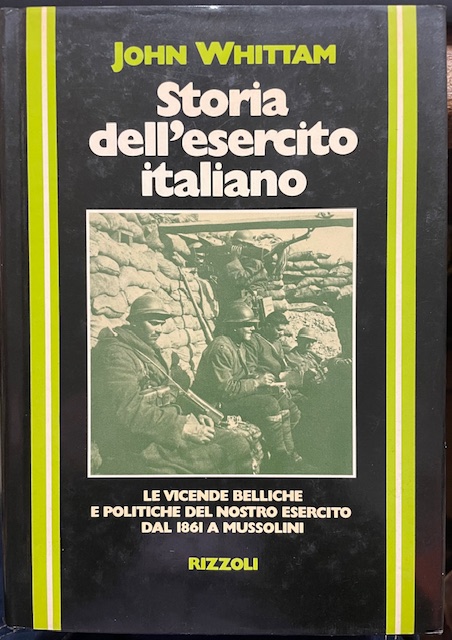 JOHN WHITTAM
Storia
dell'esercito
italiano
LE VICENDE BELLICHE
E POLITICHE DEL NOSTRO ESERCITO
DAL 1861 A MUSSOLINI
RIZZOLI